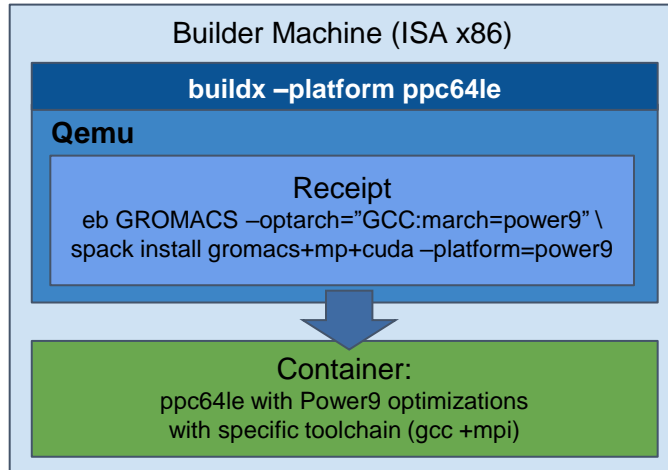 Builder Machine (ISA x86)
buildx –platform ppc64le
Qemu
Receipt
eb GROMACS –optarch=”GCC:march=power9” \
spack install gromacs+mp+cuda –platform=power9
Container:
ppc64le with Power9 optimizations
with specific toolchain (gcc +mpi)